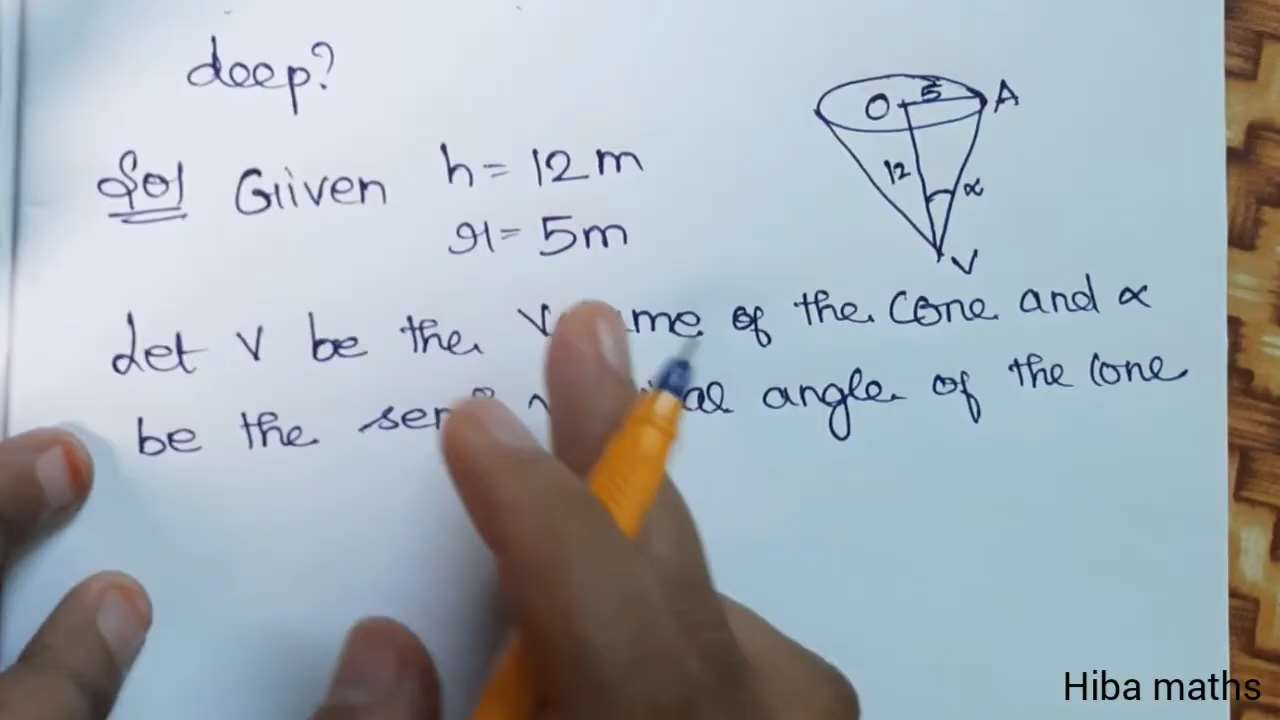 deep?
Sol Given h = 12 m
r = 5m
O 5 A
12 α
V
Let V be the of the Cone and α
be the angle of the Cone
Hiba maths